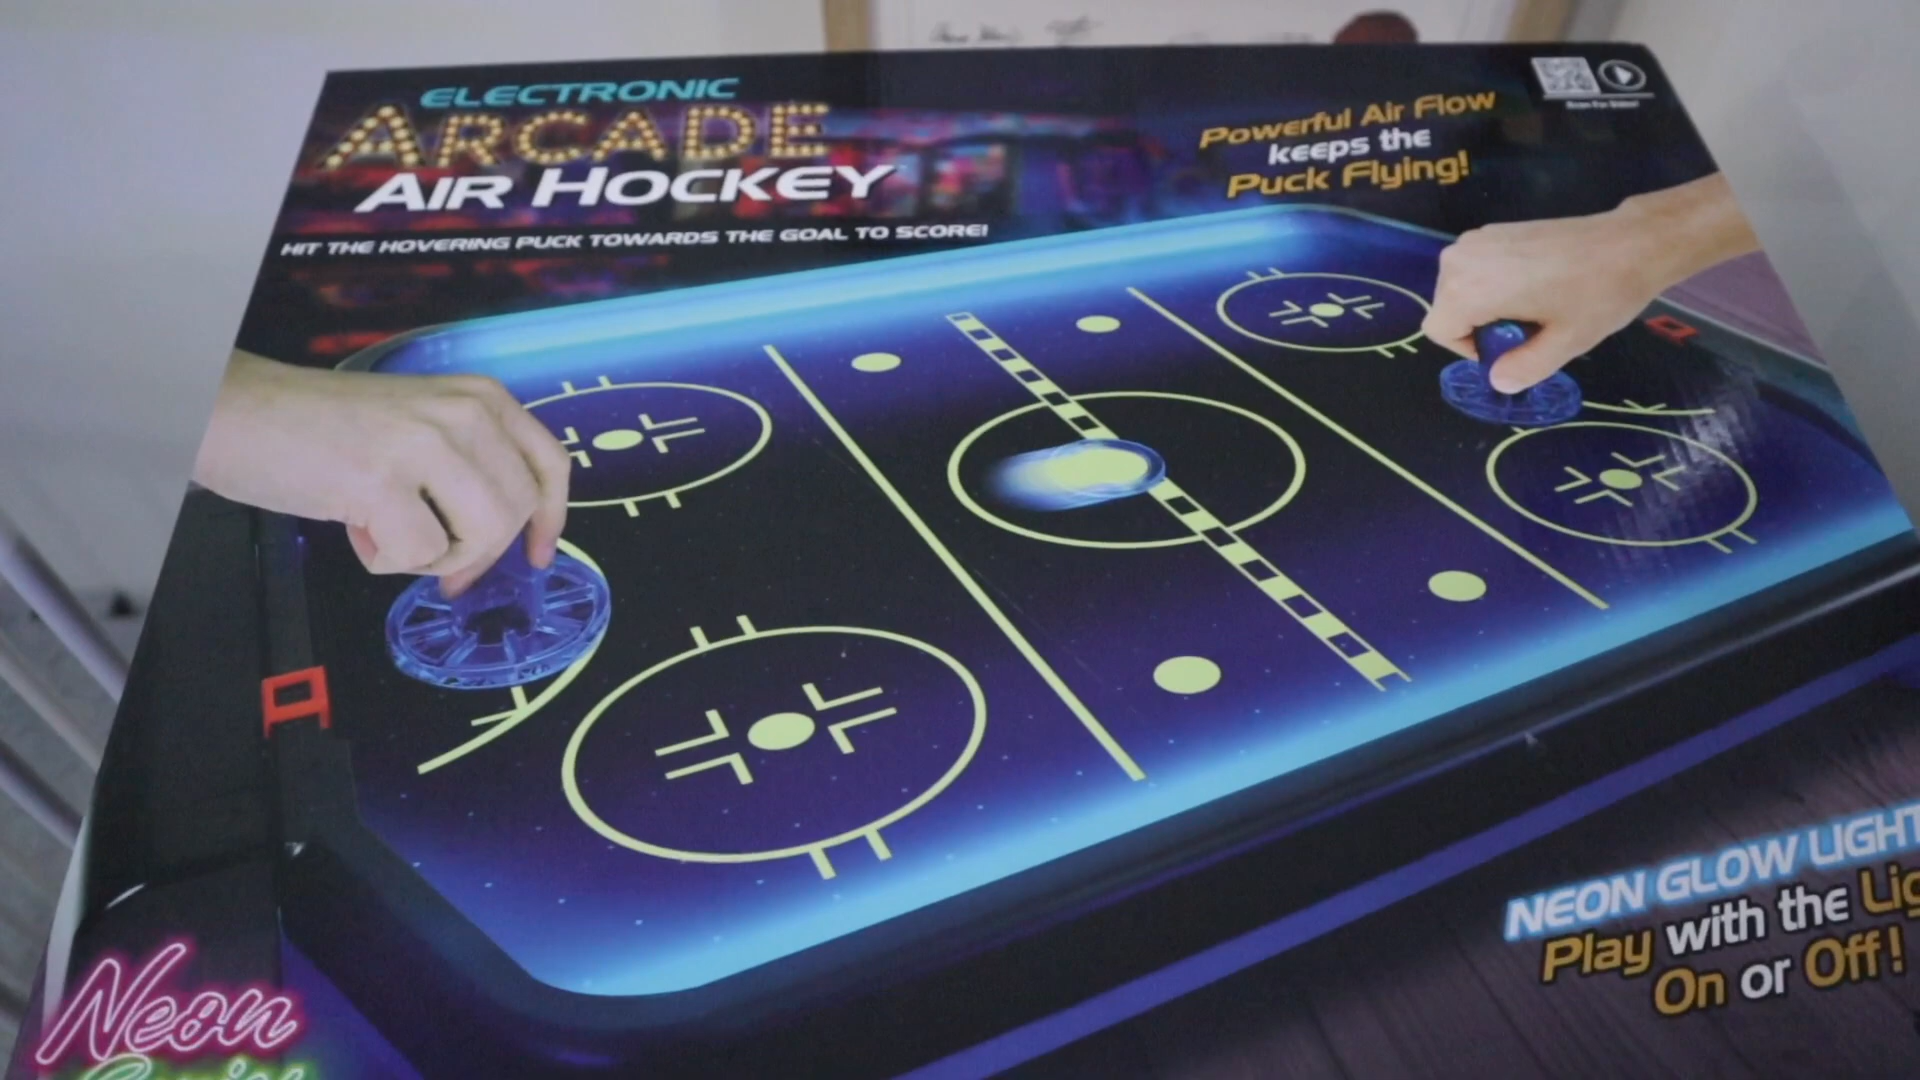 ELECTRONIC
ARCADE
AIR HOCKEY
HIT THE HOVERING PUCK TOWARDS THE GOAL TO SCORE!
Powerful Air Flow
keeps the
Puck Flying!
NEON GLOW LIGHT
Play with the Lig
On or Off!
Neon